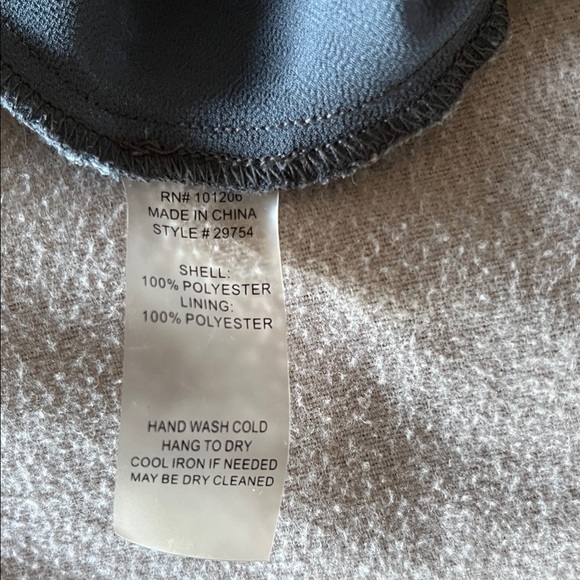 RN# 101206
MADE IN CHINA
STYLE # 29754
SHELL:
100% POLYESTER
LINING:
100% POLYESTER
HAND WASH COLD
HANG TO DRY
COOL IRON IF NEEDED
MAY BE DRY CLEANED